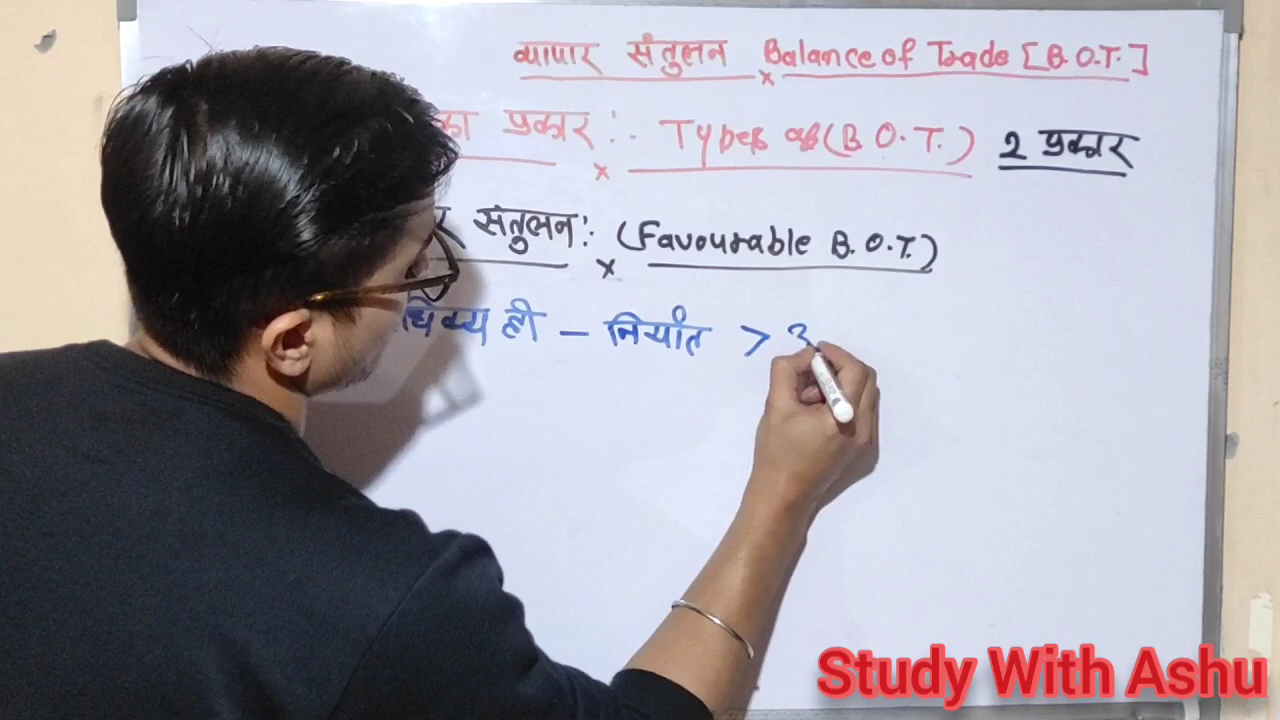 व्यापार संतुलन Balance of Trade [B.O.T.]
का प्रकार :. Types of (B O.T.) 2 प्रकार
संतुलन :. (Favourable B.O.T.)
ही - निर्यात >
Study With Ashu